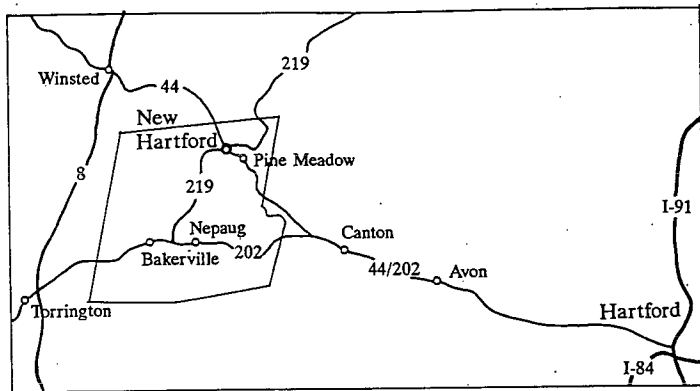 219
Winsted
44
New
Hartford
Pine Meadow
8
219
I-91
Nepaug
Canton
Bakerville
202
44/202
Avon
Torrington
Hartford
I-84